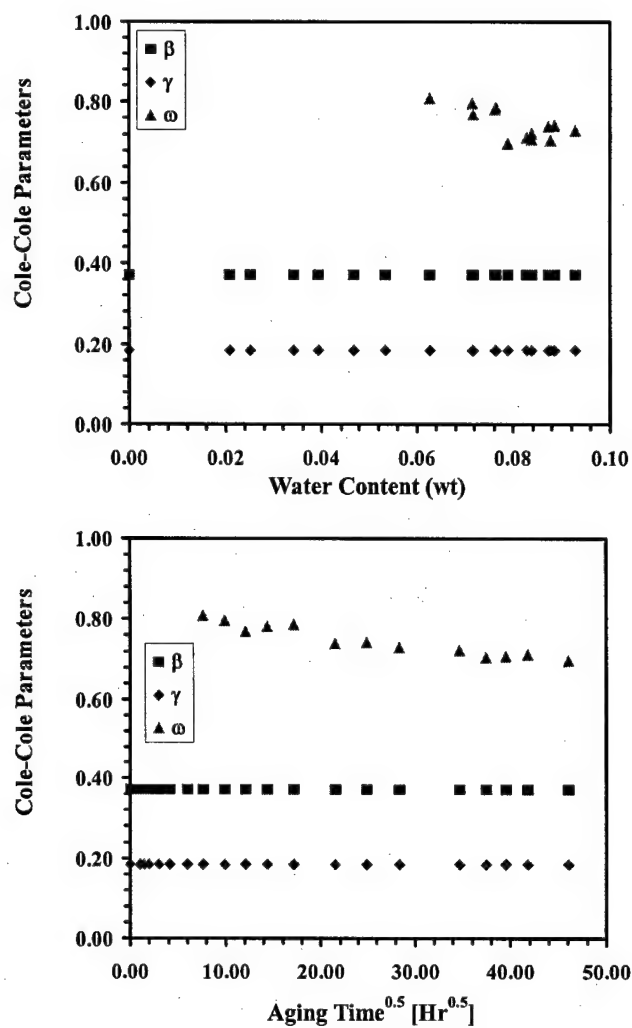 1.00
0.80
0.60
0.40
0.20
0.00
Cole-Cole Parameters
β
γ
ω
0.00 0.02 0.04 0.06 0.08 0.10
Water Content (wt)
1.00
0.80
0.60
0.40
0.20
0.00
Cole-Cole Parameters
β
γ
ω
0.00 10.00 20.00 30.00 40.00 50.00
Aging Time^0.5 [Hr^0.5]